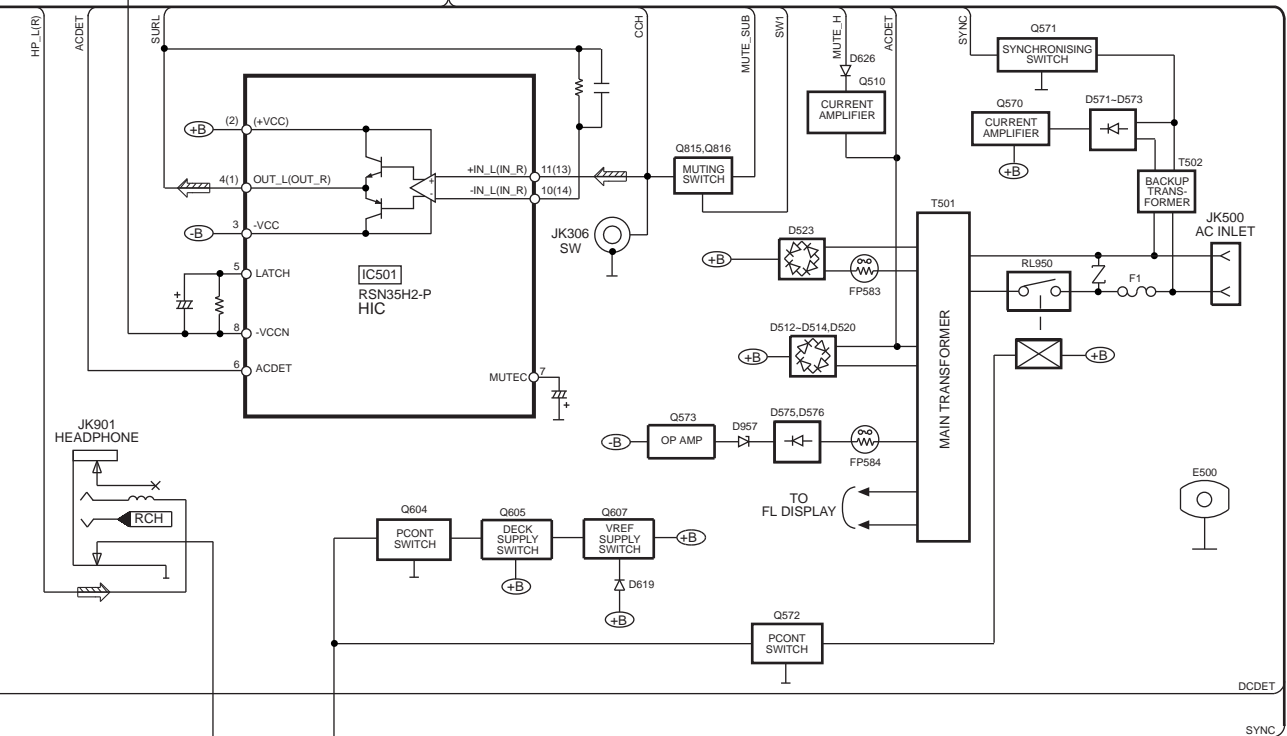 HP_L(R)
ACDET
SURL
CCH
MUTE_SUB
SW1
MUTE_H
ACDET
SYNC
Q571
SYNCHRONISING
SWITCH
D626
Q510
CURRENT
AMPLIFIER
Q570
CURRENT
AMPLIFIER
+B
D571~D573
T502
BACKUP
TRANS-
FORMER
JK500
AC INLET
(2) (+VCC)
+B
4(1) OUT_L(OUT_R)
3 -VCC
-B
5 LATCH
8 -VCCN
6 ACDET
+
+
-
+IN_L(IN_R) 11(13)
-IN_L(IN_R) 10(14)
IC501
RSN35H2-P
HIC
MUTEC 7
+
Q815,Q816
MUTING
SWITCH
JK306
SW
T501
MAIN TRANSFORMER
D523
+B
FP583
RL950
F1
D512~D514,D520
+B
+B
Q573
OP AMP
-B
D957
D575,D576
FP584
TO
FL DISPLAY
E500
JK901
HEADPHONE
RCH
Q604
PCONT
SWITCH
Q605
DECK
SUPPLY
SWITCH
+B
Q607
VREF
SUPPLY
SWITCH
+B
D619
+B
Q572
PCONT
SWITCH
DCDET
SYNC